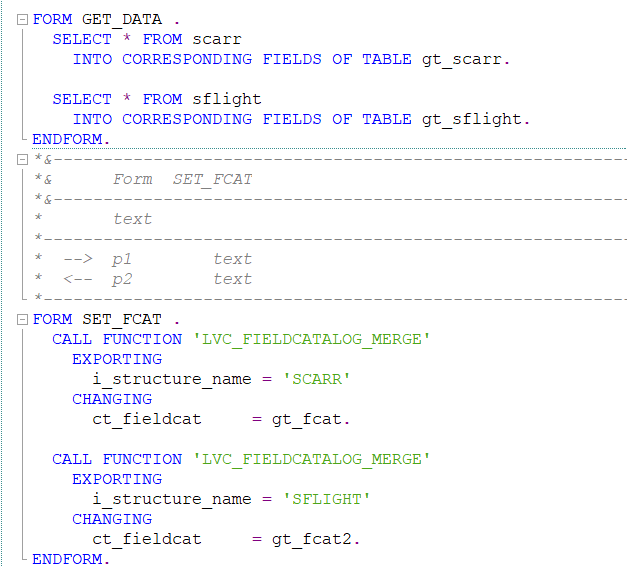 FORM GET_DATA .
  SELECT * FROM scarr
    INTO CORRESPONDING FIELDS OF TABLE gt_scarr.

  SELECT * FROM sflight
    INTO CORRESPONDING FIELDS OF TABLE gt_sflight.
ENDFORM.
*&------------------------------------------------------------
*&      Form  SET_FCAT
*&------------------------------------------------------------
*       text
*-------------------------------------------------------------
*  -->  p1        text
*  <--  p2        text
*-------------------------------------------------------------
FORM SET_FCAT .
  CALL FUNCTION 'LVC_FIELDCATALOG_MERGE'
    EXPORTING
      i_structure_name = 'SCARR'
    CHANGING
      ct_fieldcat     = gt_fcat.

  CALL FUNCTION 'LVC_FIELDCATALOG_MERGE'
    EXPORTING
      i_structure_name = 'SFLIGHT'
    CHANGING
      ct_fieldcat     = gt_fcat2.
ENDFORM.